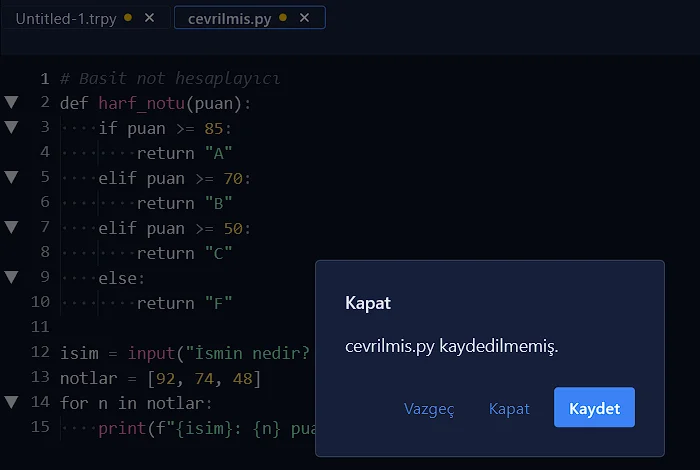 Untitled-1.trpy
cevrilmis.py
1 # Basit not hesaplayıcı
2 def harf_notu(puan):
3 ····if puan >= 85:
4 ········return "A"
5 ····elif puan >= 70:
6 ········return "B"
7 ····elif puan >= 50:
8 ········return "C"
9 ····else:
10 ········return "F"
11
12 isim = input("İsmin nedir?
13 notlar = [92, 74, 48]
14 for n in notlar:
15 ····print(f"{isim}: {n} pua
Kapat
cevrilmis.py kaydedilmemiş.
Vazgeç Kapat Kaydet